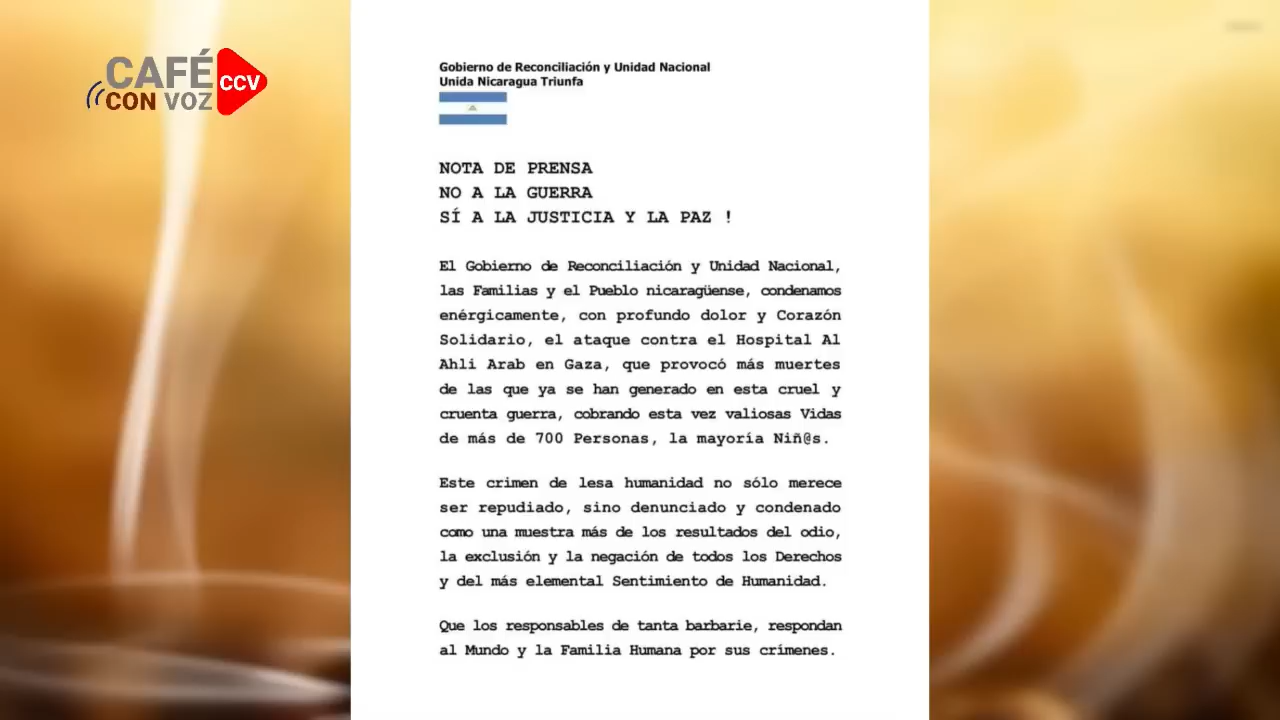 CAFÉ
CON VOZ
CCV
Gobierno de Reconciliación y Unidad Nacional
Unida Nicaragua Triunfa
NOTA DE PRENSA
NO A LA GUERRA
SÍ A LA JUSTICIA Y LA PAZ !
El Gobierno de Reconciliación y Unidad Nacional,
las Familias y el Pueblo nicaragüense, condenamos
enérgicamente, con profundo dolor y Corazón
Solidario, el ataque contra el Hospital Al
Ahli Arab en Gaza, que provocó más muertes
de las que ya se han generado en esta cruel y
cruenta guerra, cobrando esta vez valiosas Vidas
de más de 700 Personas, la mayoría Niñ@s.
Este crimen de lesa humanidad no sólo merece
ser repudiado, sino denunciado y condenado
como una muestra más de los resultados del odio,
la exclusión y la negación de todos los Derechos
y del más elemental Sentimiento de Humanidad.
Que los responsables de tanta barbarie, respondan
al Mundo y la Familia Humana por sus crímenes.